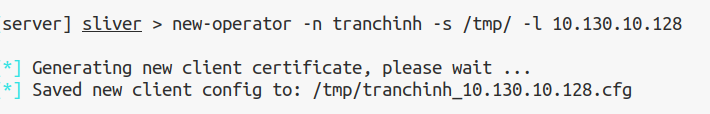 server] sliver > new-operator -n tranchinh -s /tmp/ -l 10.130.10.128
*] Generating new client certificate, please wait ...
*] Saved new client config to: /tmp/tranchinh_10.130.10.128.cfg